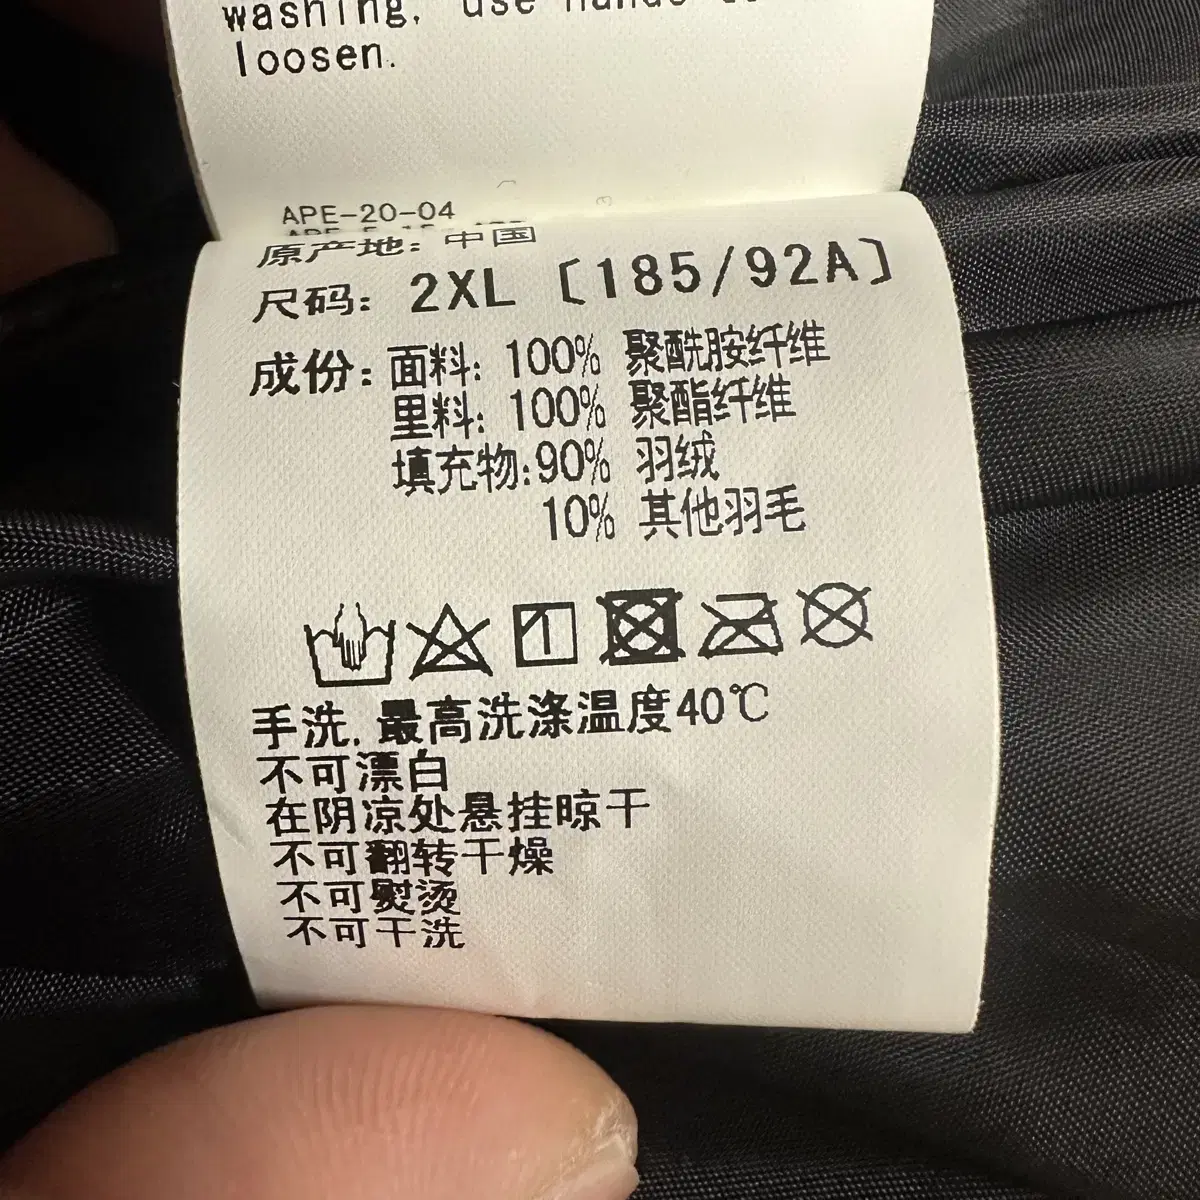 washing, use hands to
loosen.
APE-20-04
原产地: 中国
尺码: 2XL [185/92A]
成份: 面料: 100% 聚酰胺纤维
里料: 100% 聚酯纤维
填充物:90% 羽绒
10% 其他羽毛
手洗,最高洗涤温度40℃
不可漂白
在阴凉处悬挂晾干
不可翻转干燥
不可熨烫
不可干洗